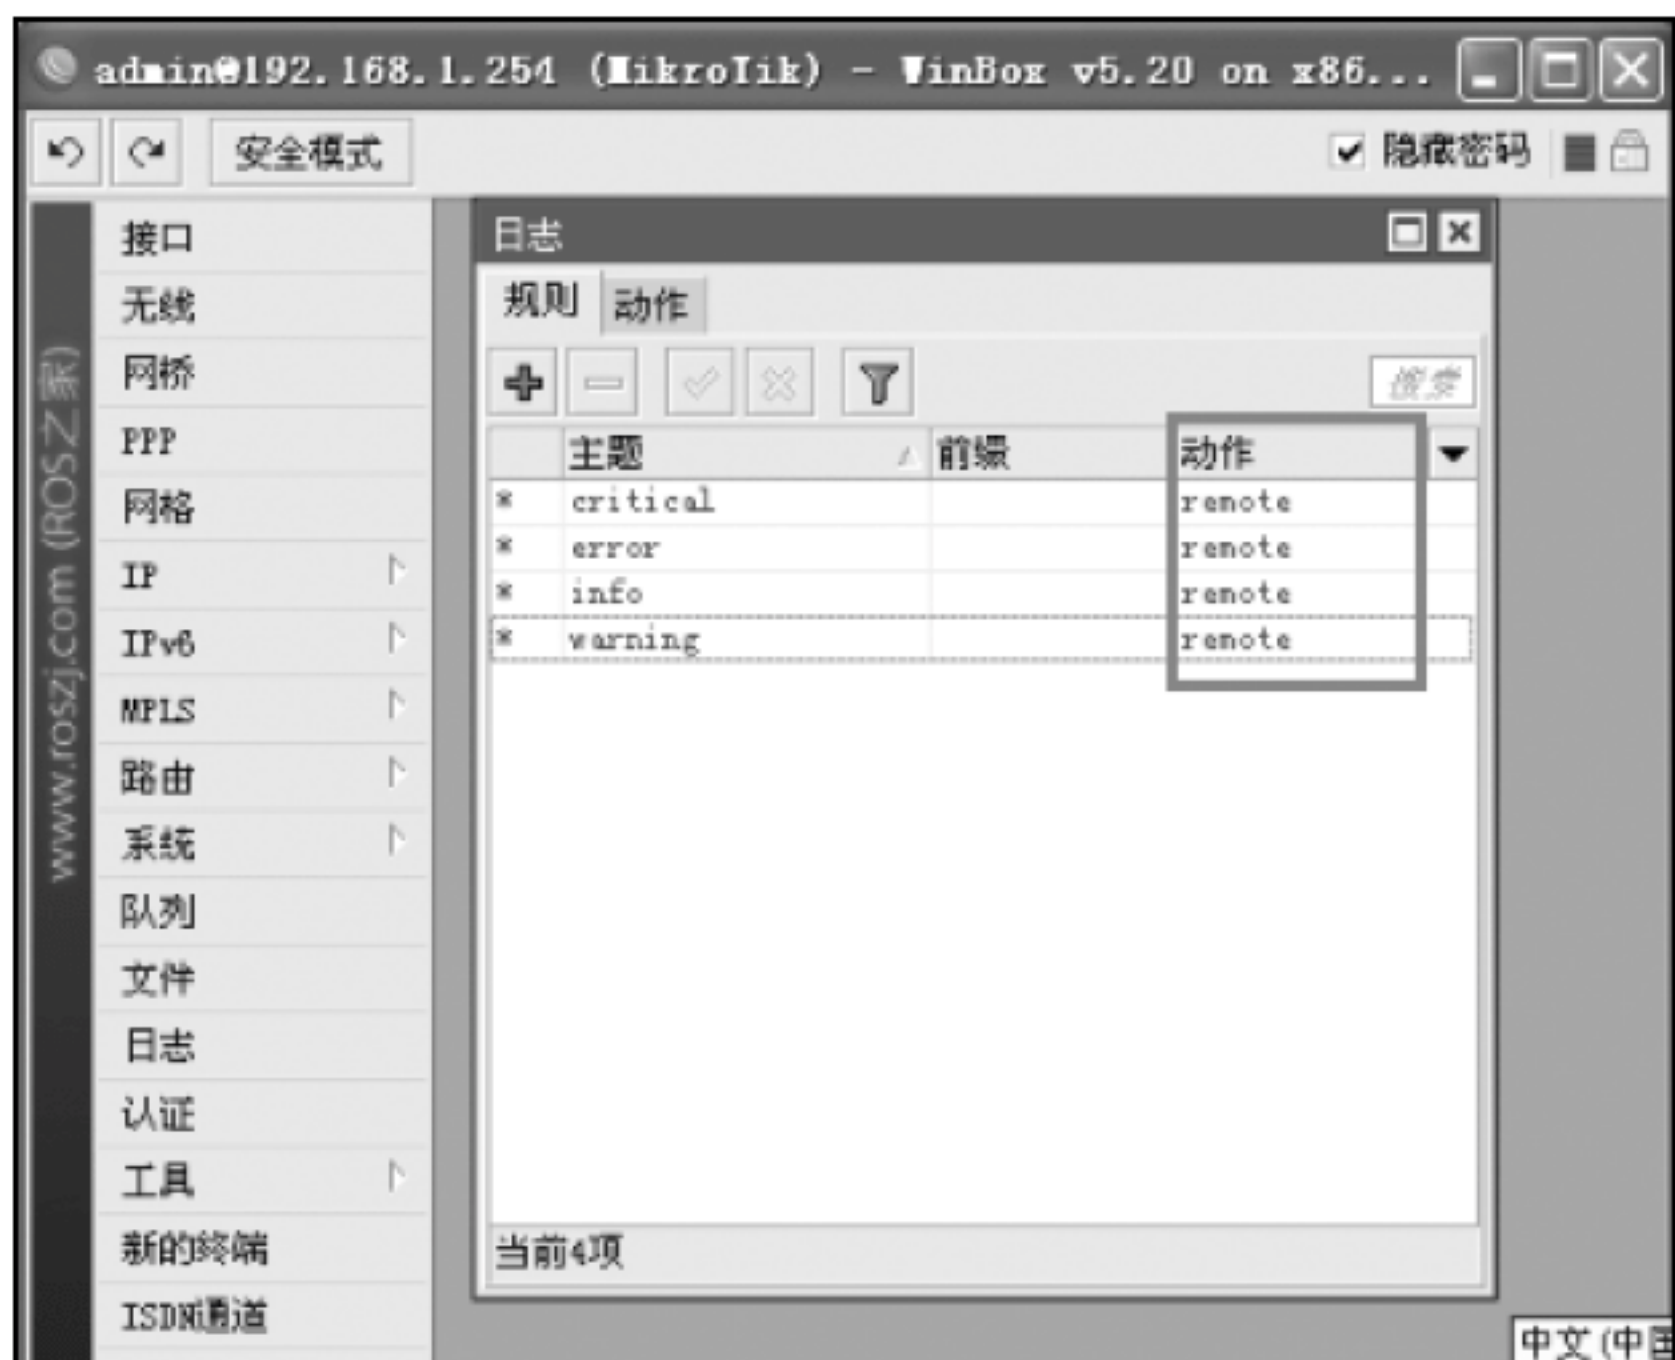 admin@192.168.1.254 (MikroTik) - WinBox v5.20 on x86...
安全模式 隐藏密码
www.roszj.com (ROS之家)
接口
无线
网桥
PPP
网格
IP
IPv6
MPLS
路由
系统
队列
文件
日志
认证
工具
新的终端
ISDN通道
日志
规则 动作
搜索
主题 前缀 动作
* critical remote
* error remote
* info remote
* warning remote
当前4项
中文(中国